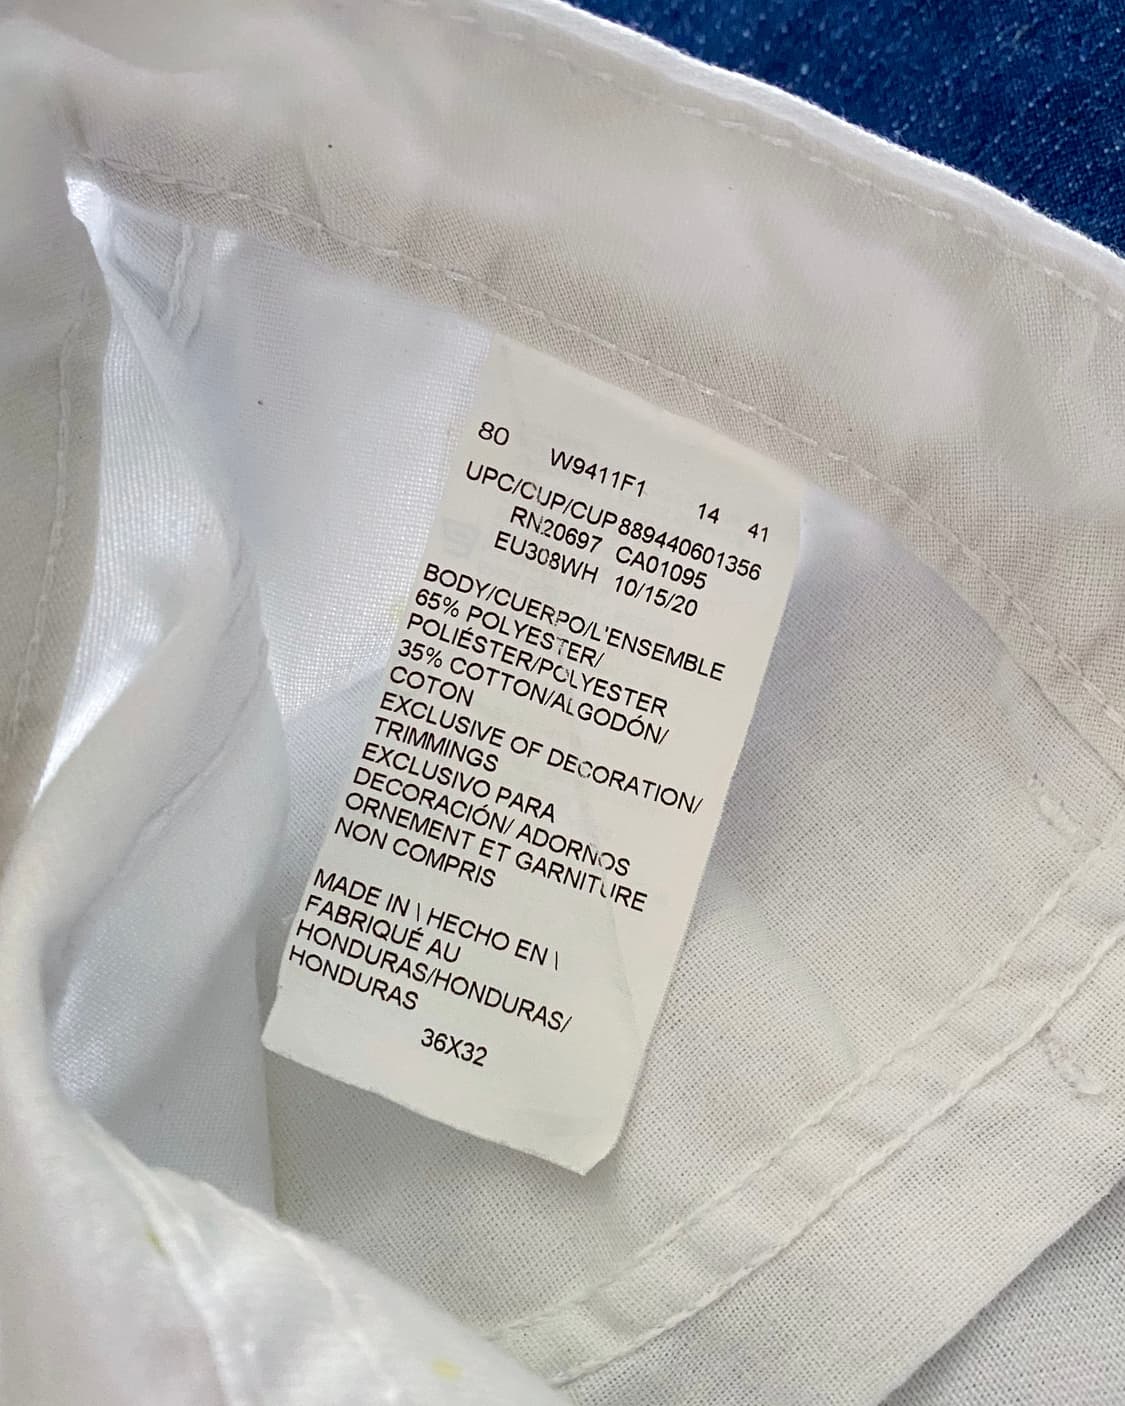 80 W9411F1 14 41
UPC/CUP/CUP889440601356
RN20697 CA01095
EU308WH 10/15/20
BODY/CUERPO/L'ENSEMBLE
65% POLYESTER/
POLIÉSTER/POLYESTER
35% COTTON/ALGODÓN/
COTON
EXCLUSIVE OF DECORATION/
TRIMMINGS
EXCLUSIVO PARA
DECORACIÓN/ ADORNOS
ORNEMENT ET GARNITURE
NON COMPRIS
MADE IN \ HECHO EN \
FABRIQUÉ AU
HONDURAS/HONDURAS/
HONDURAS
36X32